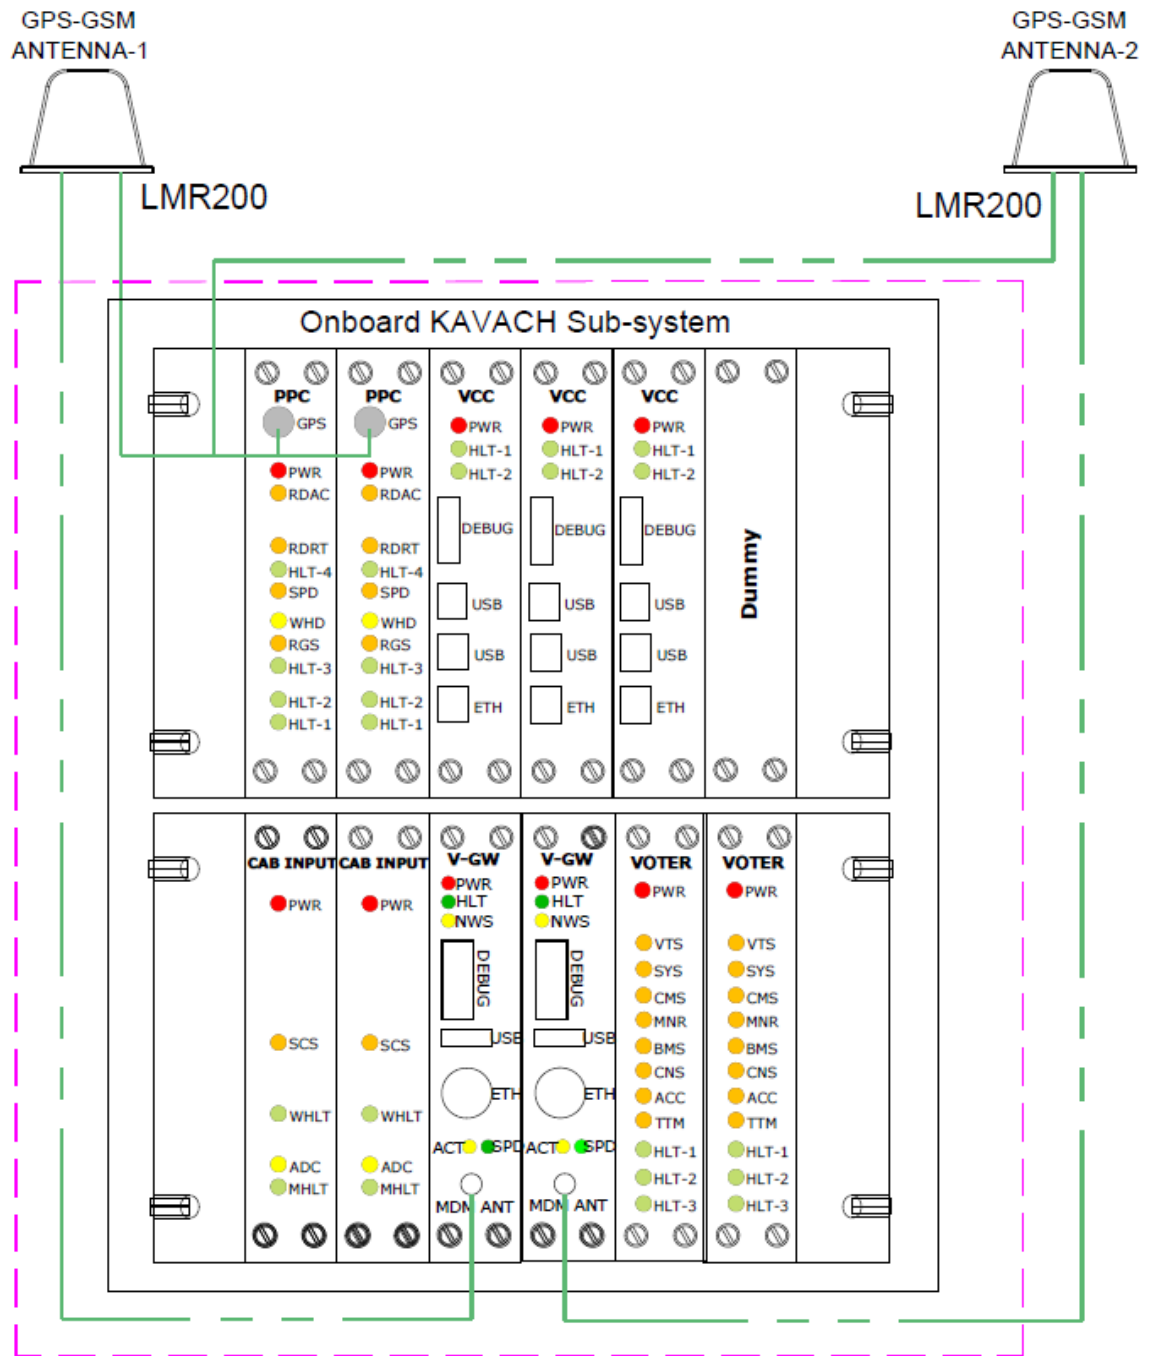 GPS-GSM
ANTENNA-1
GPS-GSM
ANTENNA-2
LMR200
LMR200
Onboard KAVACH Sub-system
PPC
GPS
PWR
RDAC
RDRT
HLT-4
SPD
WHD
RGS
HLT-3
HLT-2
HLT-1
PPC
GPS
PWR
RDAC
RDRT
HLT-4
SPD
WHD
RGS
HLT-3
HLT-2
HLT-1
VCC
PWR
HLT-1
HLT-2
DEBUG
USB
USB
ETH
VCC
PWR
HLT-1
HLT-2
DEBUG
USB
USB
ETH
VCC
PWR
HLT-1
HLT-2
DEBUG
USB
USB
ETH
Dummy
CAB INPUT
PWR
SCS
WHLT
ADC
MHLT
CAB INPUT
PWR
SCS
WHLT
ADC
MHLT
V-GW
PWR
HLT
NWS
DEBUG
USB
ETH
ACT SPD
MDM ANT
V-GW
PWR
HLT
NWS
DEBUG
USB
ETH
ACT SPD
MDM ANT
VOTER
PWR
VTS
SYS
CMS
MNR
BMS
CNS
ACC
TTM
HLT-1
HLT-2
HLT-3
VOTER
PWR
VTS
SYS
CMS
MNR
BMS
CNS
ACC
TTM
HLT-1
HLT-2
HLT-3